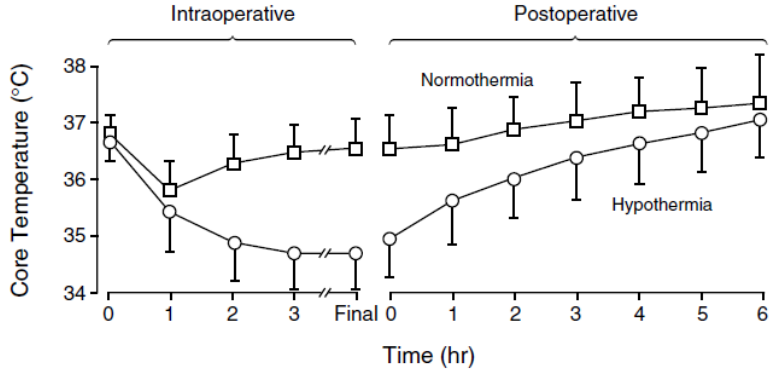 Intraoperative Postoperative
38
37
36
35
34
Core Temperature (°C)
Normothermia
Hypothermia
0 1 2 3 Final 0 1 2 3 4 5 6
Time (hr)